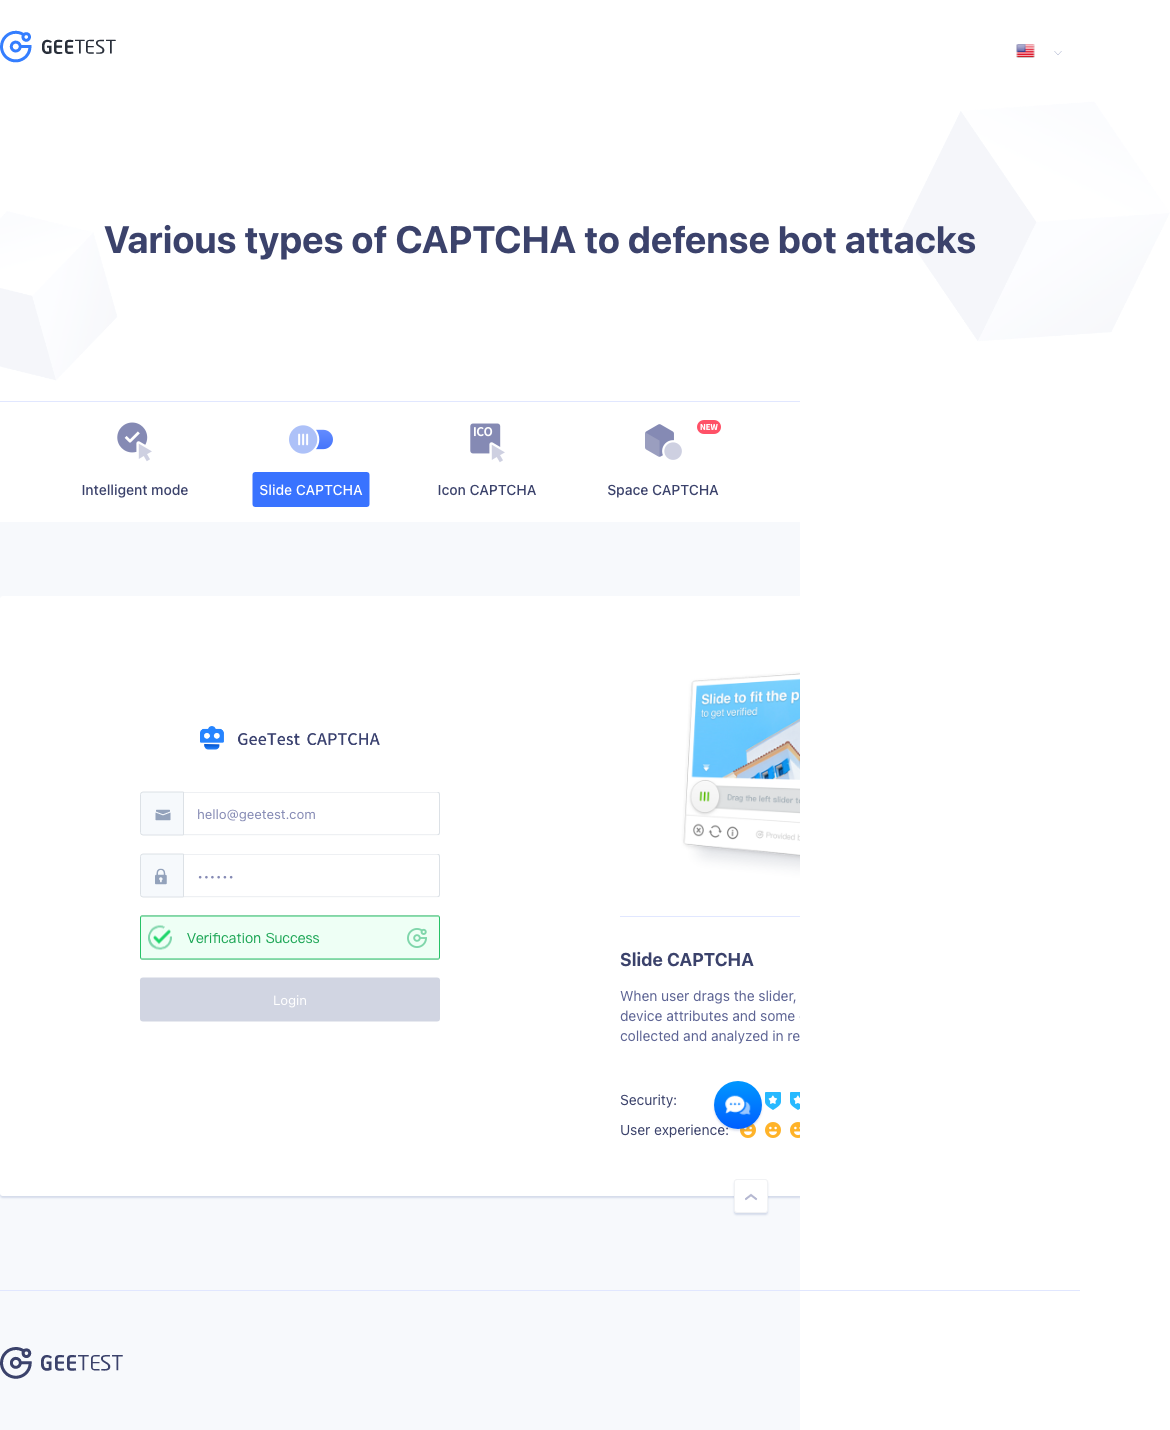 GEETEST
Various types of CAPTCHA to defense bot attacks
ICO
NEW
Intelligent mode
Slide CAPTCHA
Icon CAPTCHA
Space CAPTCHA
Slide to fit the p
to get verified
Drag the left slider t
Provided
GeeTest CAPTCHA
hello@geetest.com
••••••
Verification Success
Login
Slide CAPTCHA
When user drags the slider,
device attributes and some
collected and analyzed in re
Security:
User experience:
GEETEST